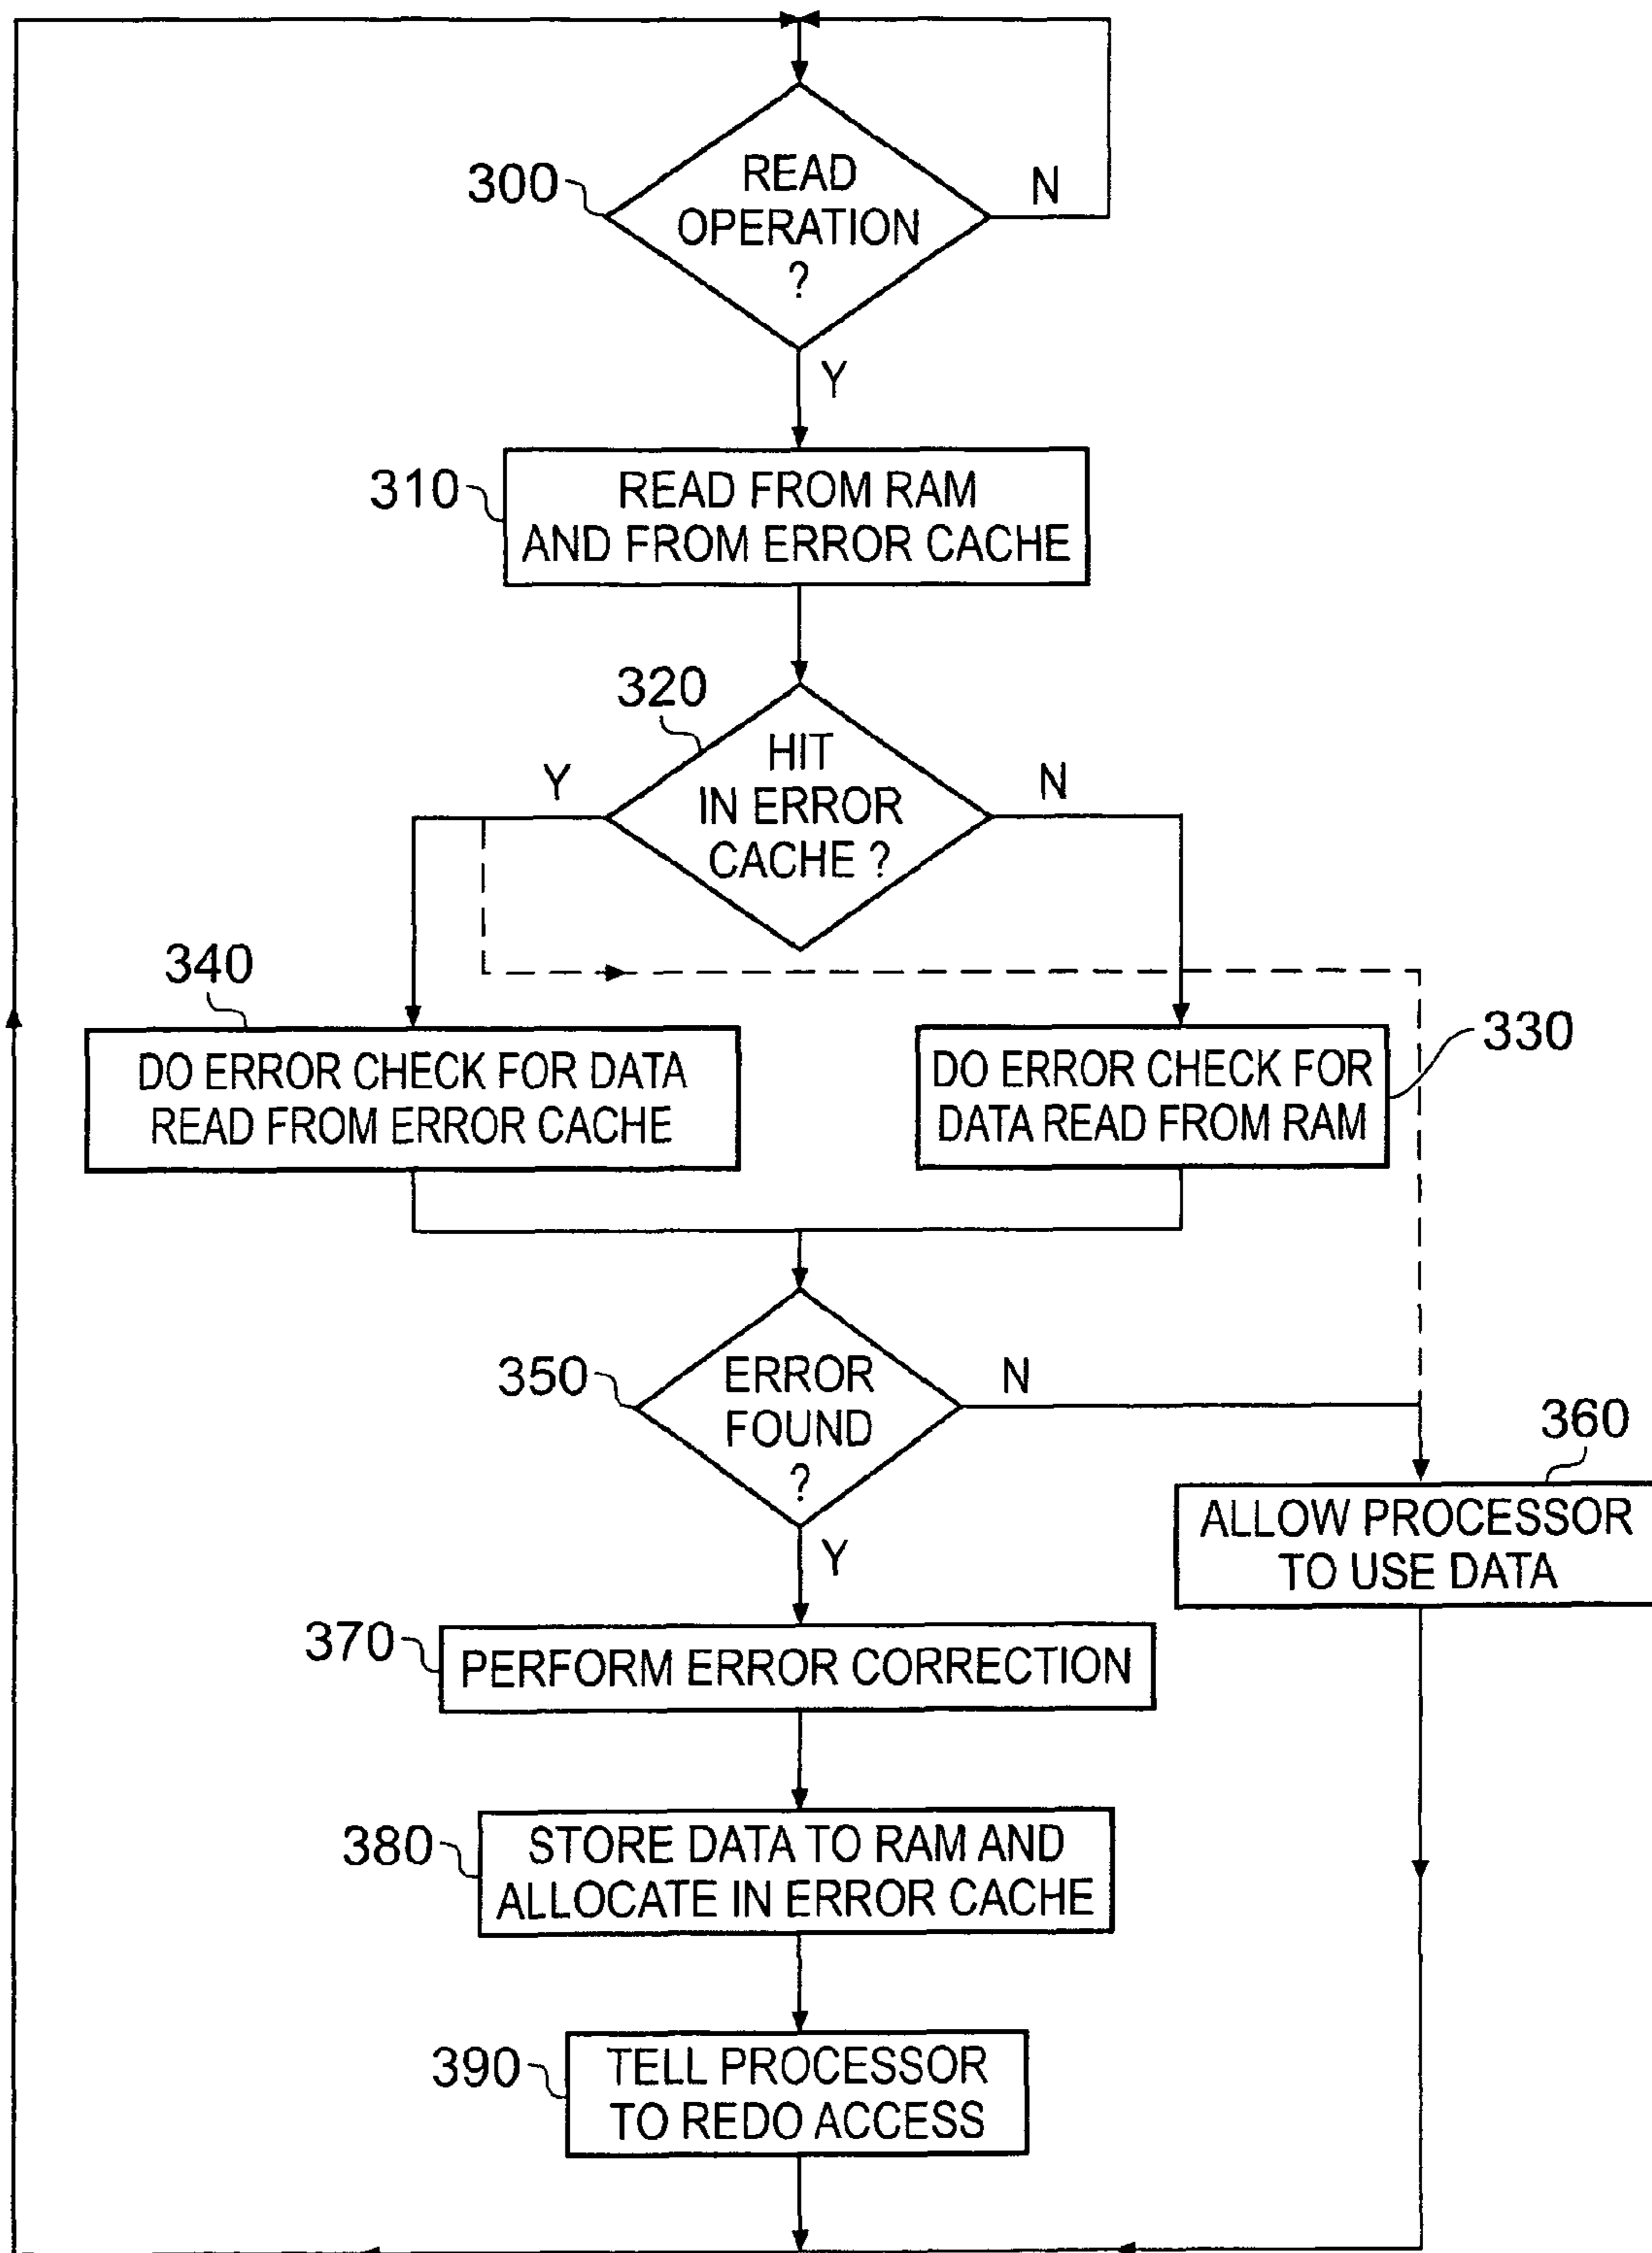 300
READ
OPERATION
?
N
Y
310
READ FROM RAM
AND FROM ERROR CACHE
320
HIT
IN ERROR
CACHE ?
Y
N
340
DO ERROR CHECK FOR DATA
READ FROM ERROR CACHE
330
DO ERROR CHECK FOR
DATA READ FROM RAM
350
ERROR
FOUND
?
N
Y
360
ALLOW PROCESSOR
TO USE DATA
370
PERFORM ERROR CORRECTION
380
STORE DATA TO RAM AND
ALLOCATE IN ERROR CACHE
390
TELL PROCESSOR
TO REDO ACCESS